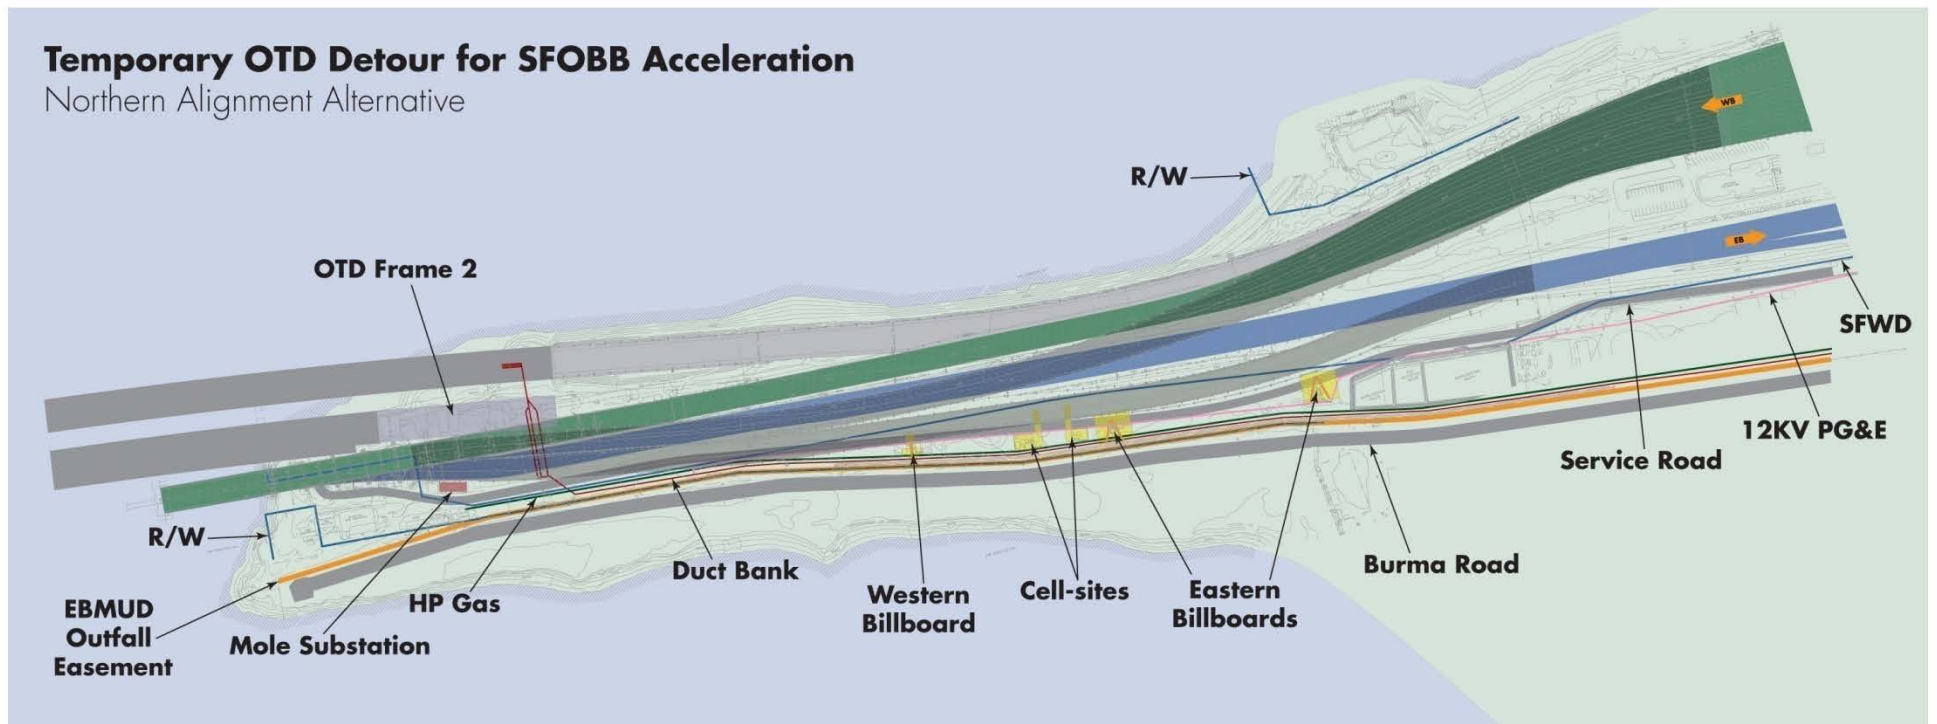 Temporary OTD Detour for SFOBB Acceleration
Northern Alignment Alternative
WB
R/W
EB
OTD Frame 2
SFWD
12KV PG&E
Service Road
R/W
Burma Road
Duct Bank
Western
Billboard
Cell-sites
Eastern
Billboards
HP Gas
EBMUD
Outfall
Easement
Mole Substation